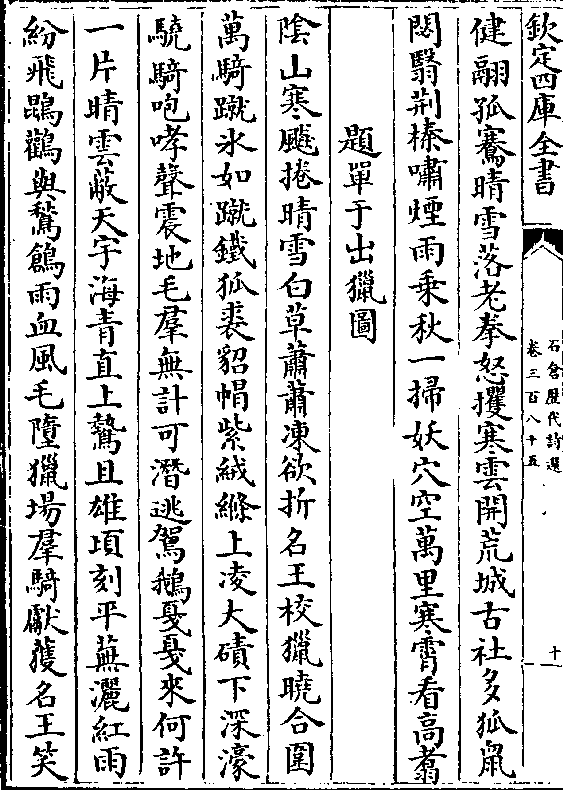 欽定四庫全書
石倉歷代詩選
卷三百八十五
十
健翮孤騫晴雪落老拳怒攫寒雲開荒城古社多狐鼠
閟翳荆榛嘯煙雨乗秋一掃妖穴空萬里寒霄看高翥
題單于出獵圖
陰山寒飈捲晴雪白草蕭蕭凍欲折名王校獵曉合圍
萬騎蹴氷如蹴鐵狐裘貂帽紫絨縧上凌大磧下深濠
驍騎咆哮聲震地毛羣無計可潛逃駕鵝戛戛來何許
一片晴雲蔽天宇海青直上鷙且雄頃刻平蕪灑紅雨
紛飛鵾鸛與鶖鶬雨血風毛墮獵場羣騎獻獲名王笑